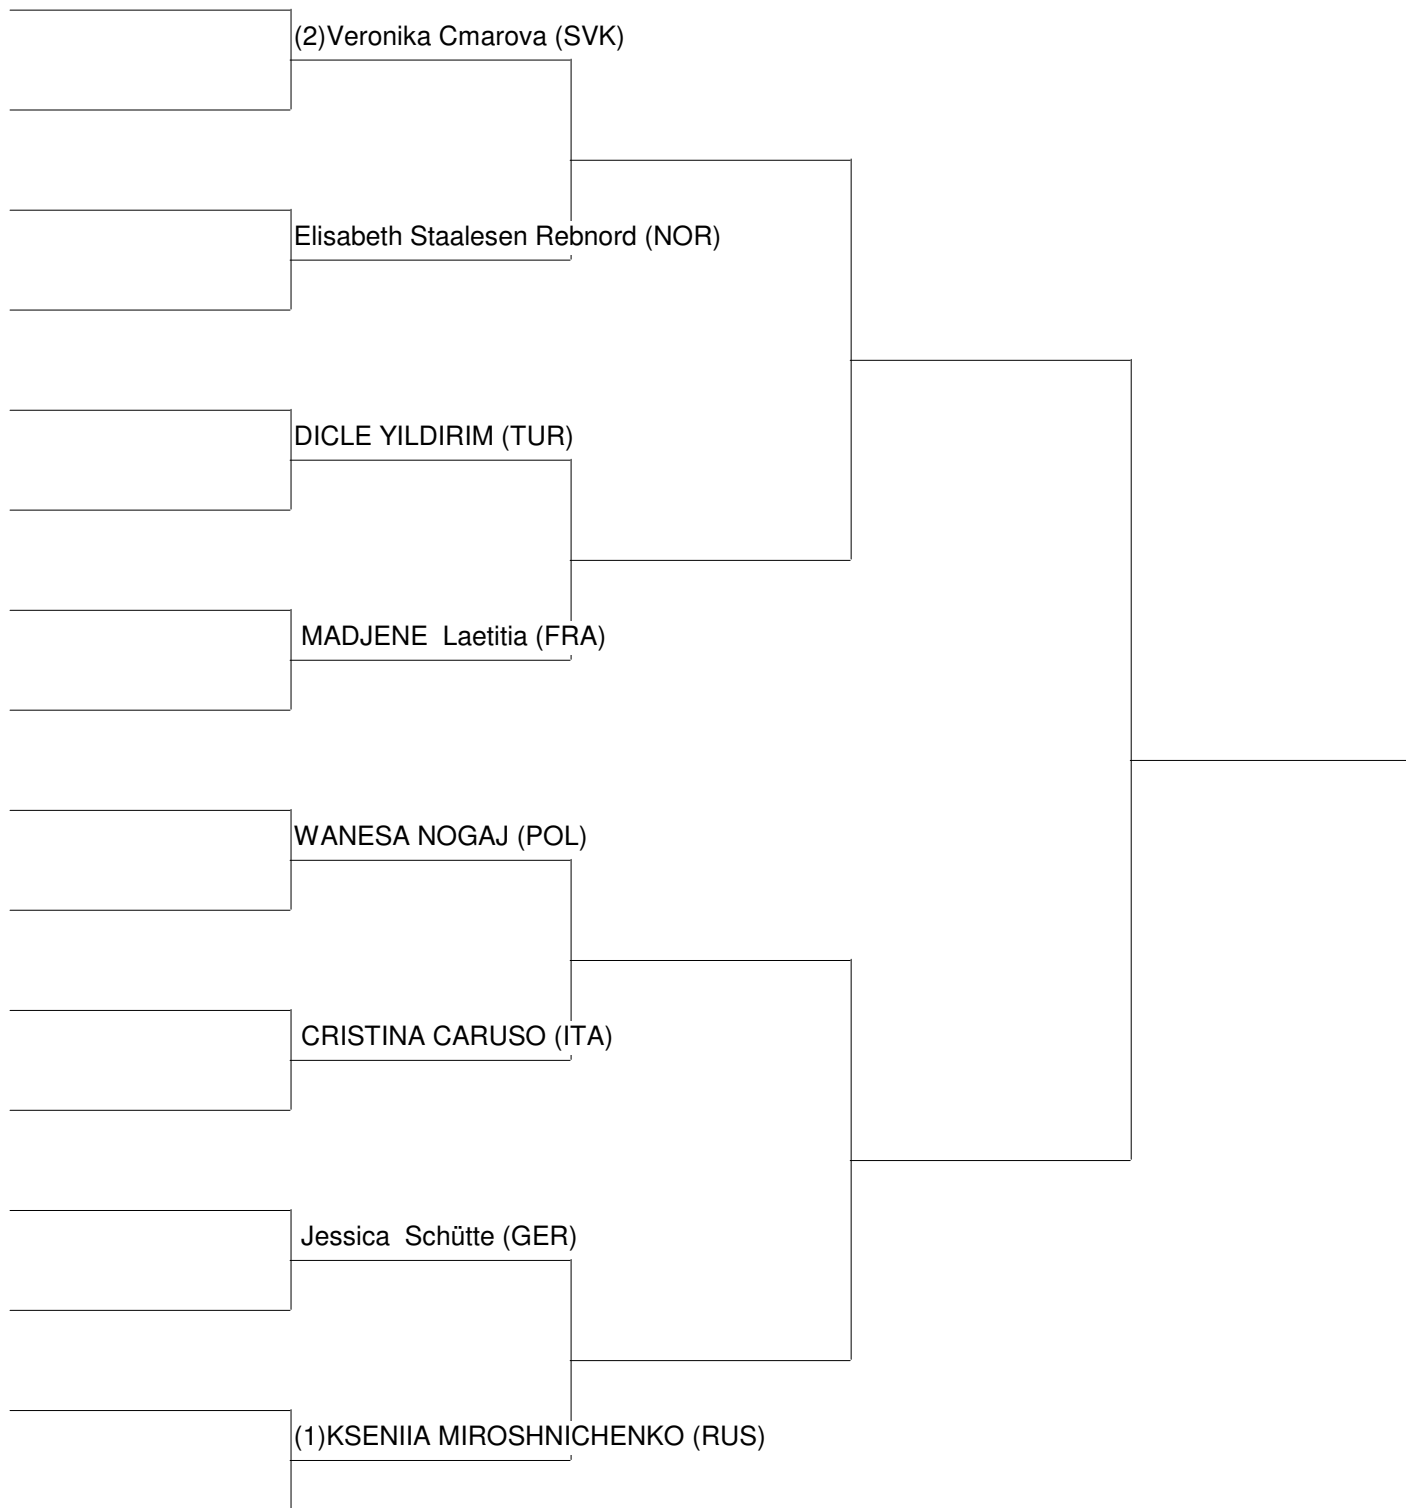 (2)Veronika Cmarova (SVK)
Elisabeth Staalesen Rebnord (NOR)
DICLE YILDIRIM (TUR)
MADJENE  Laetitia (FRA)
WANESA NOGAJ (POL)
CRISTINA CARUSO (ITA)
Jessica  Schütte (GER)
(1)KSENIIA MIROSHNICHENKO (RUS)